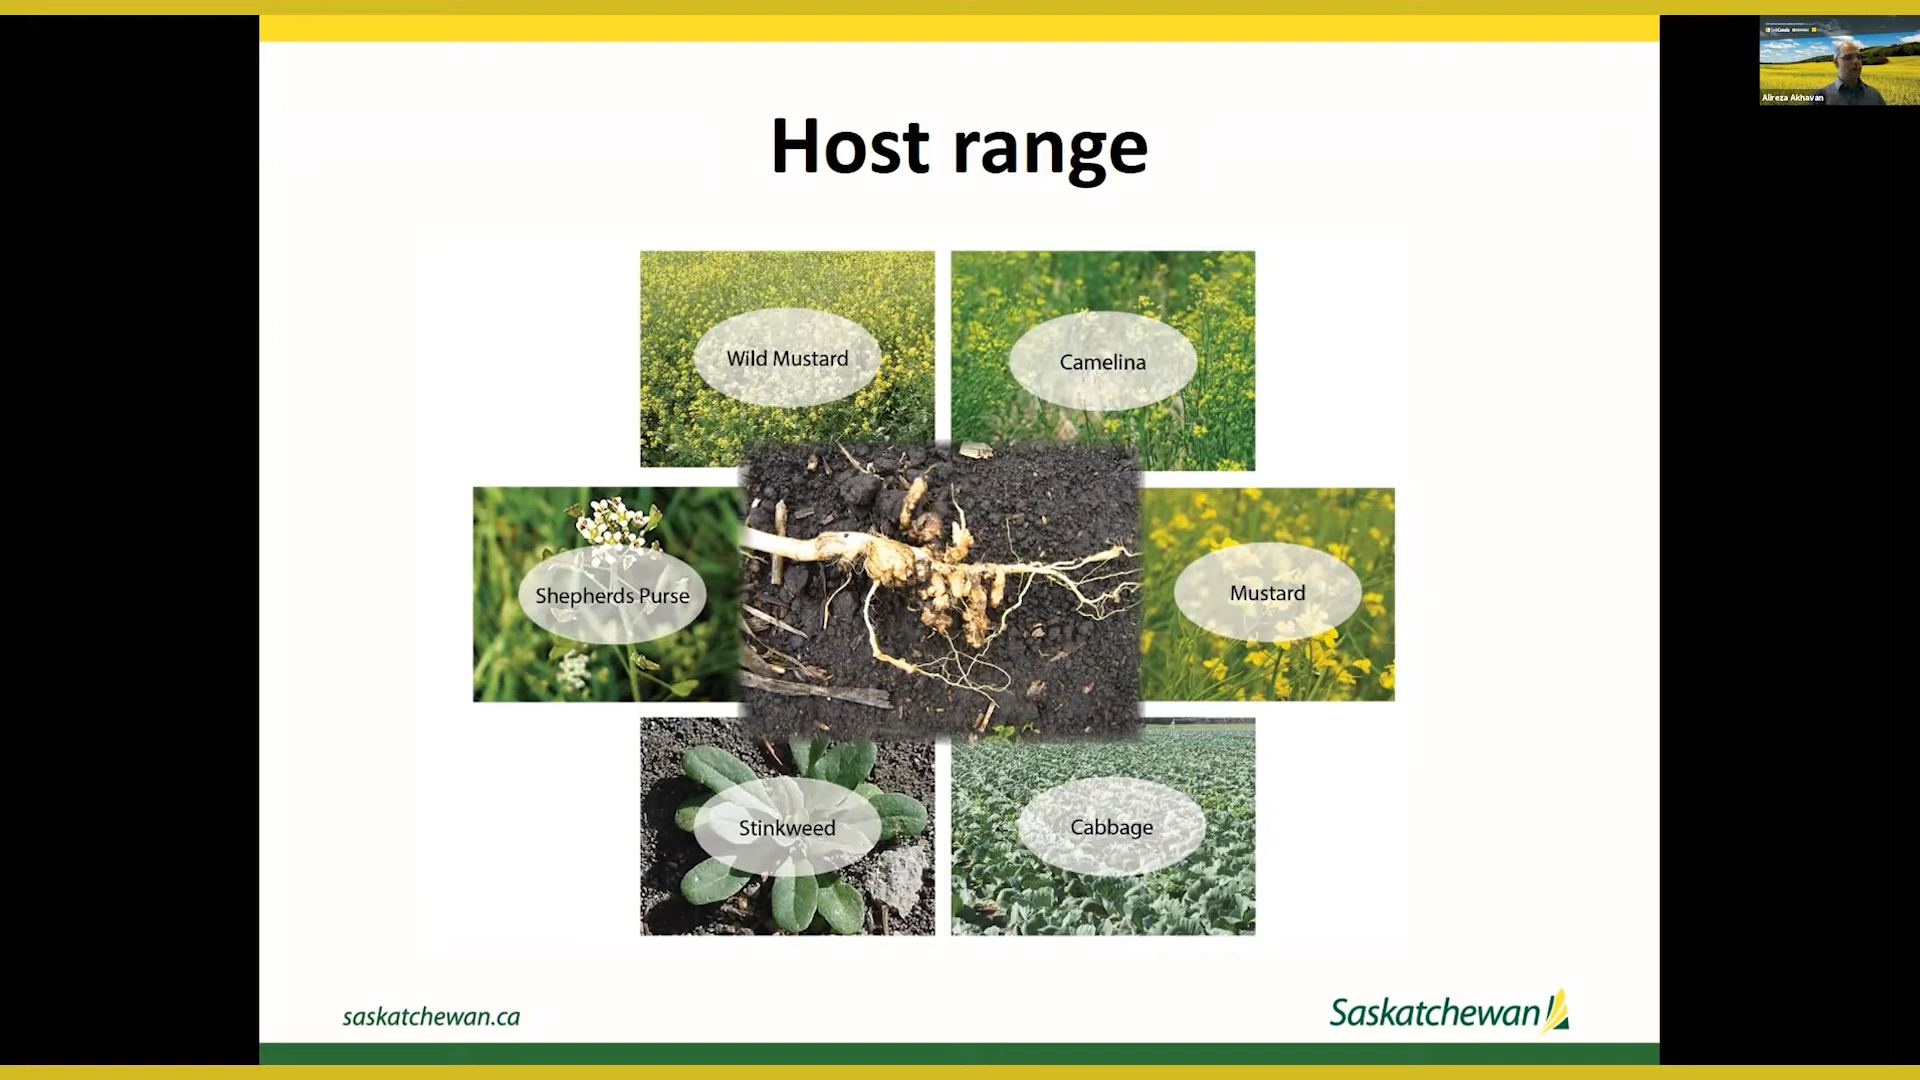 Alireza Akhavan
Host range
Wild Mustard
Camelina
Shepherds Purse
Mustard
Stinkweed
Cabbage
saskatchewan.ca
Saskatchewan